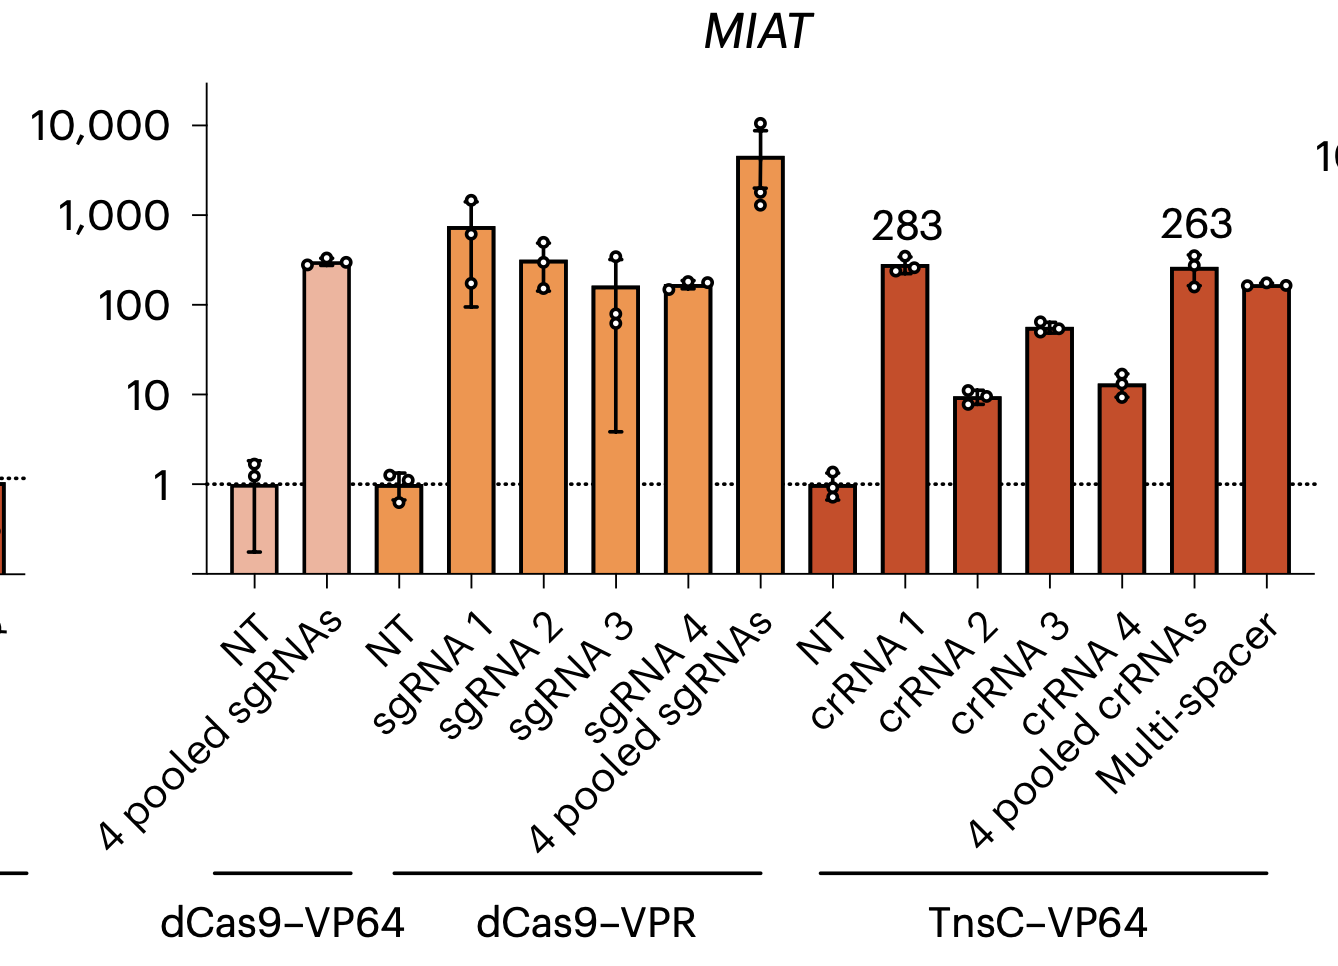 MIAT
10,000
1,000
100
10
1
283
263
NT
4 pooled sgRNAs
NT
sgRNA 1
sgRNA 2
sgRNA 3
sgRNA 4
4 pooled sgRNAs
NT
crRNA 1
crRNA 2
crRNA 3
crRNA 4
4 pooled crRNAs
Multi-spacer
dCas9–VP64
dCas9–VPR
TnsC–VP64